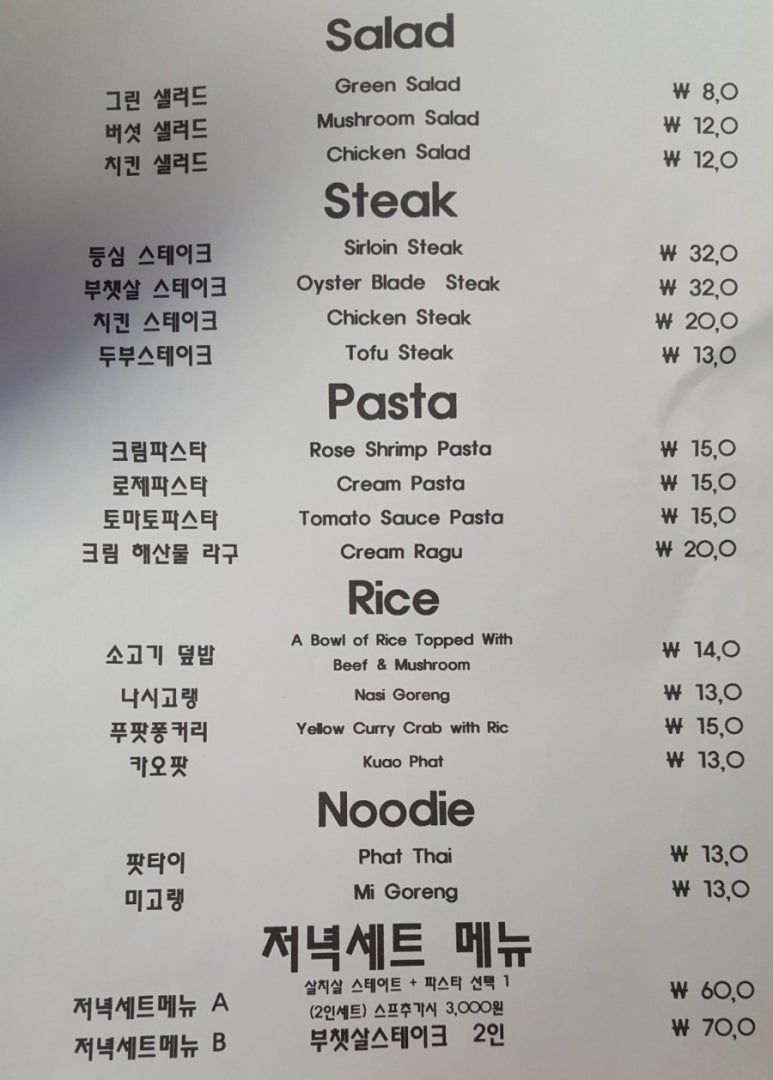 Salad
그린 샐러드 Green Salad ₩ 8,0
버섯 샐러드 Mushroom Salad ₩ 12,0
치킨 샐러드 Chicken Salad ₩ 12,0
Steak
등심 스테이크 Sirloin Steak ₩ 32,0
부챗살 스테이크 Oyster Blade Steak ₩ 32,0
치킨 스테이크 Chicken Steak ₩ 20,0
두부스테이크 Tofu Steak ₩ 13,0
Pasta
크림파스타 Rose Shrimp Pasta ₩ 15,0
로제파스타 Cream Pasta ₩ 15,0
토마토파스타 Tomato Sauce Pasta ₩ 15,0
크림 해산물 라구 Cream Ragu ₩ 20,0
Rice
소고기 덮밥 A Bowl of Rice Topped With
Beef & Mushroom ₩ 14,0
나시고랭 Nasi Goreng ₩ 13,0
푸팟퐁커리 Yellow Curry Crab with Ric ₩ 15,0
카오팟 Kuao Phat ₩ 13,0
Noodie
팟타이 Phat Thai ₩ 13,0
미고랭 Mi Goreng ₩ 13,0
저녁세트 메뉴
저녁세트메뉴 A 살치살 스테이트 + 파스타 선택 1 ₩ 60,0
(2인세트) 스프추가시 3,000원
저녁세트메뉴 B 부챗살스테이크 2인 ₩ 70,0